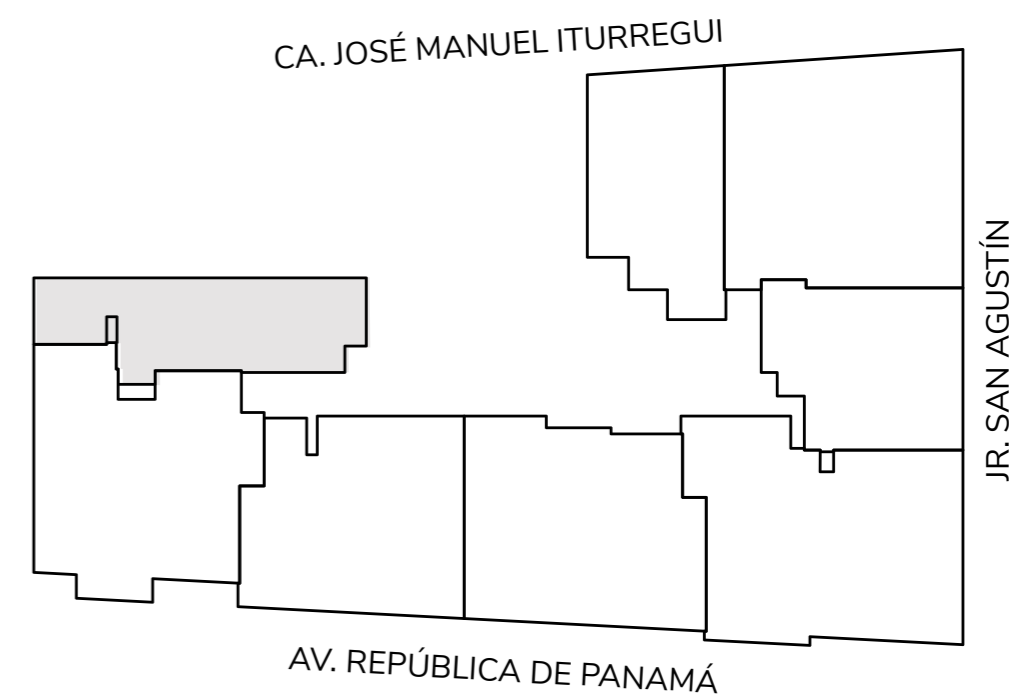 CA. JOSÉ MANUEL ITURREGUI
JR. SAN AGUSTÍN
AV. REPÚBLICA DE PANAMÁ